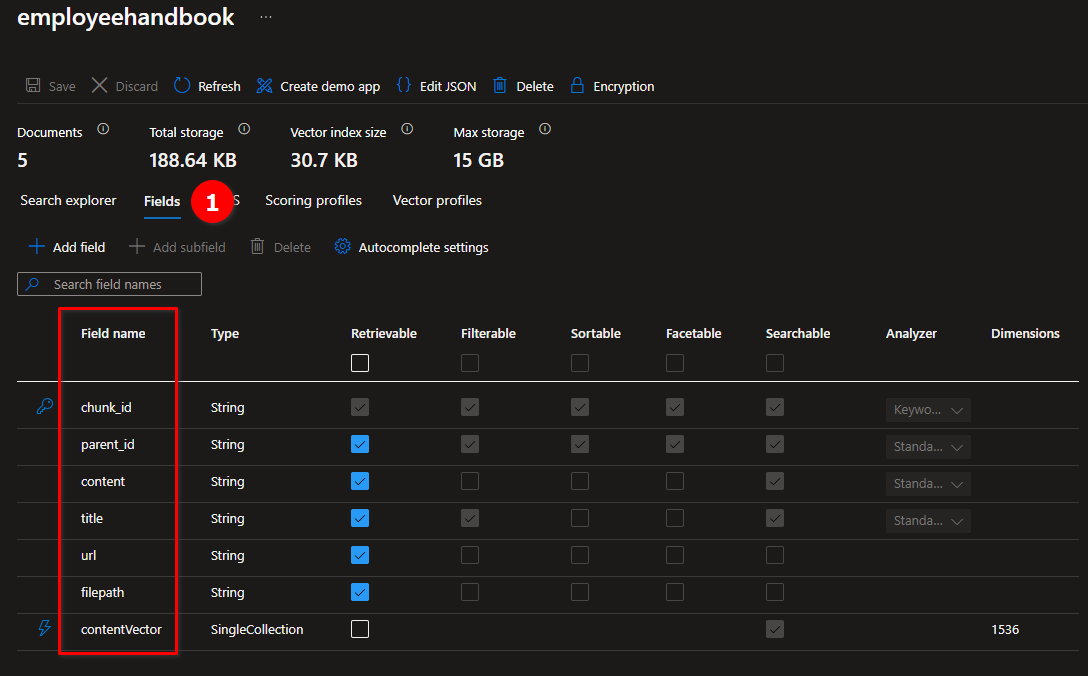 employeehandbook ...
Save Discard Refresh Create demo app {} Edit JSON Delete Encryption
Documents Total storage Vector index size Max storage
5 188.64 KB 30.7 KB 15 GB
Search explorer Fields 1 S Scoring profiles Vector profiles
Add field Add subfield Delete Autocomplete settings
Search field names
Field name Type Retrievable Filterable Sortable Facetable Searchable Analyzer Dimensions
chunk_id String Keywo...
parent_id String Standa...
content String Standa...
title String Standa...
url String
filepath String
contentVector SingleCollection 1536